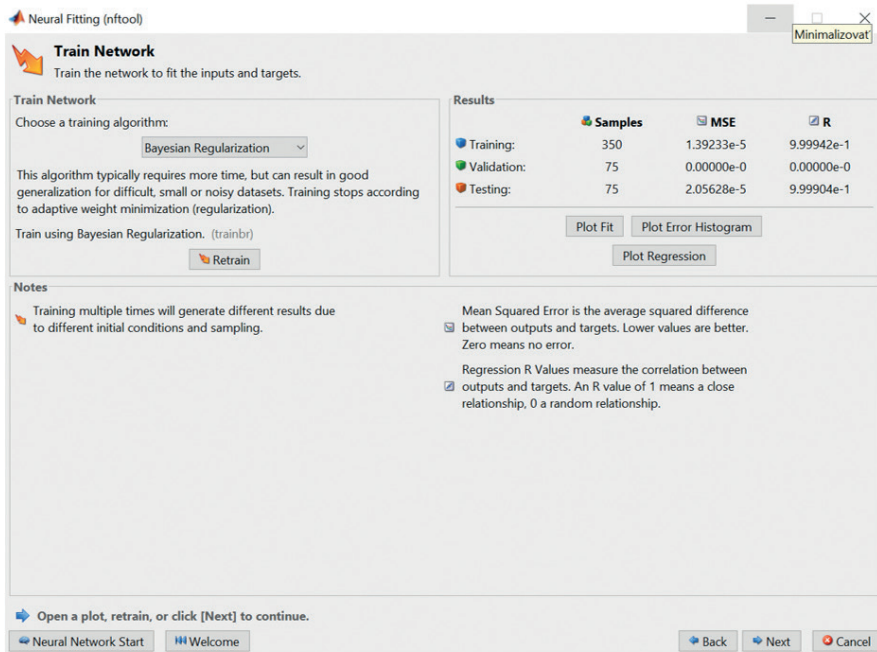 Neural Fitting (nftool)
Minimalizovať
Train Network
Train the network to fit the inputs and targets.
Train Network
Choose a training algorithm:
Bayesian Regularization
This algorithm typically requires more time, but can result in good
generalization for difficult, small or noisy datasets. Training stops according
to adaptive weight minimization (regularization).
Train using Bayesian Regularization. (trainbr)
Retrain
Results
Samples MSE R
Training: 350 1.39233e-5 9.99942e-1
Validation: 75 0.00000e-0 0.00000e-0
Testing: 75 2.05628e-5 9.99904e-1
Plot Fit Plot Error Histogram
Plot Regression
Notes
Training multiple times will generate different results due
to different initial conditions and sampling.
Mean Squared Error is the average squared difference
between outputs and targets. Lower values are better.
Zero means no error.
Regression R Values measure the correlation between
outputs and targets. An R value of 1 means a close
relationship, 0 a random relationship.
Open a plot, retrain, or click [Next] to continue.
Neural Network Start Welcome Back Next Cancel